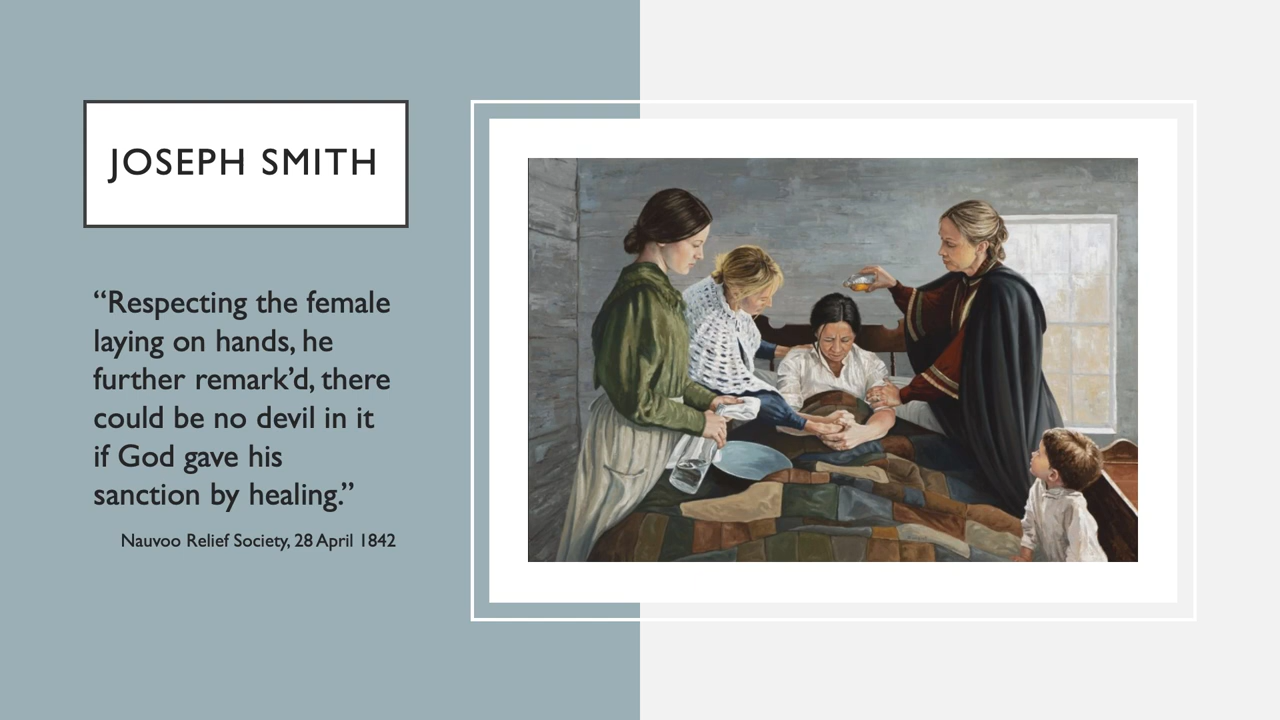 JOSEPH SMITH
“Respecting the female
laying on hands, he
further remark’d, there
could be no devil in it
if God gave his
sanction by healing.”
Nauvoo Relief Society, 28 April 1842